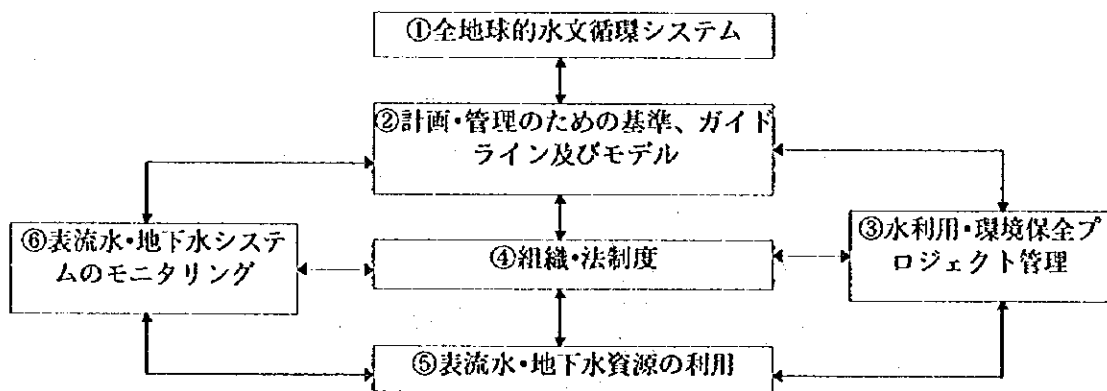 ①全地球的水文循環システム
②計画・管理のための基準、ガイド
ライン及びモデル
⑥表流水・地下水システ
ムのモニタリング
④組織・法制度
③水利用・環境保全プ
ロジェクト管理
⑤表流水・地下水資源の利用